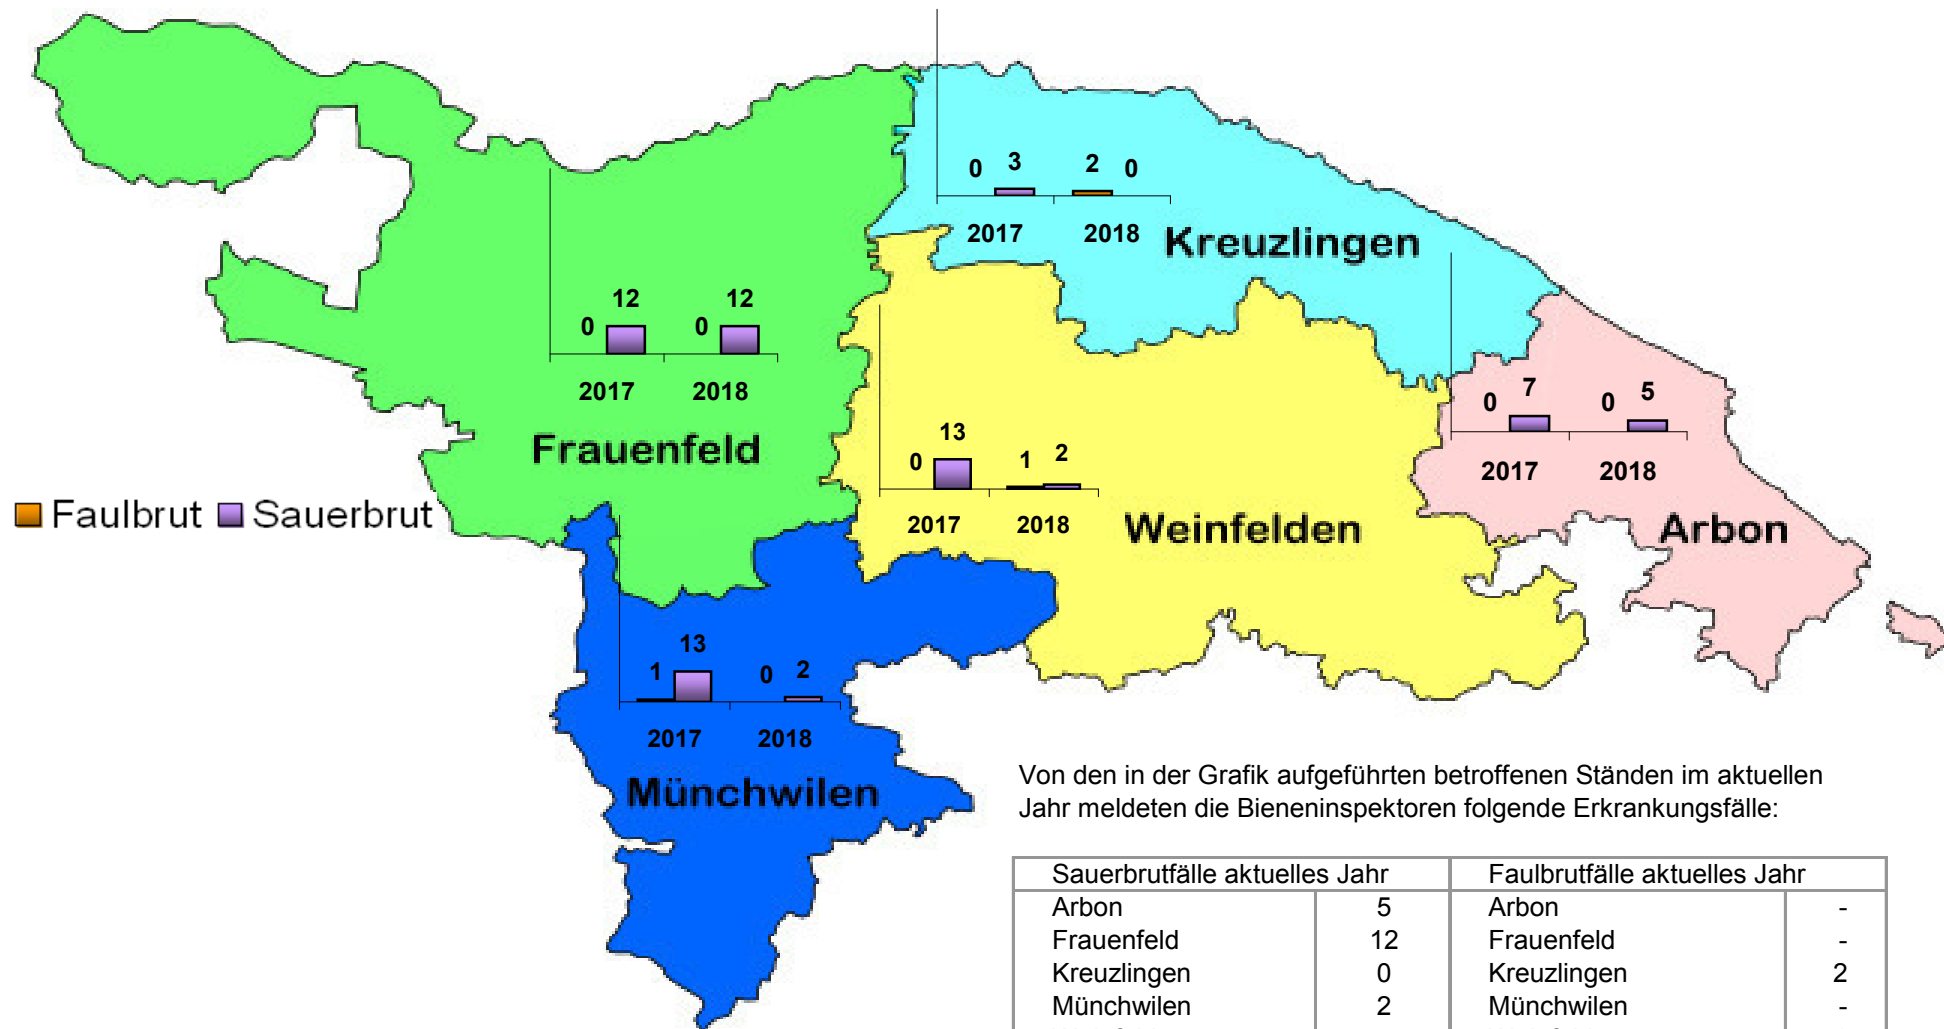 0 3 2 0
2017 2018
Kreuzlingen
12 12
0 0
2017 2018
Frauenfeld
7 5
0 0
2017 2018
Arbon
13
0 1 2
2017 2018
Weinfelden
Faulbrut Sauerbrut
13
1 0 2
2017 2018
Münchwilen
Von den in der Grafik aufgeführten betroffenen Ständen im aktuellen
Jahr meldeten die Bieneninspektoren folgende Erkrankungsfälle:
Sauerbrutfälle aktuelles Jahr Faulbrutfälle aktuelles Jahr
Arbon 5 Arbon -
Frauenfeld 12 Frauenfeld -
Kreuzlingen 0 Kreuzlingen 2
Münchwilen 2 Münchwilen -